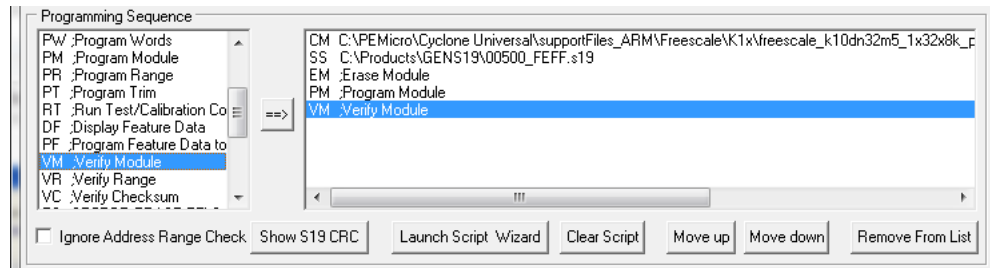 Programming Sequence
PW ;Program Words
PM ;Program Module
PR ;Program Range
PT ;Program Trim
RT ;Run Test/Calibration Co
DF ;Display Feature Data
PF ;Program Feature Data to
VM ;Verify Module
VR ;Verify Range
VC ;Verify Checksum
==>
CM C:\PEMicro\Cyclone Universal\supportFiles_ARM\Freescale\K1x\freescale_k10dn32m5_1x32x8k_p
SS C:\Products\GENS19\00500_FEFF.s19
EM ;Erase Module
PM ;Program Module
VM ;Verify Module
Ignore Address Range Check
Show S19 CRC
Launch Script Wizard
Clear Script
Move up
Move down
Remove From List